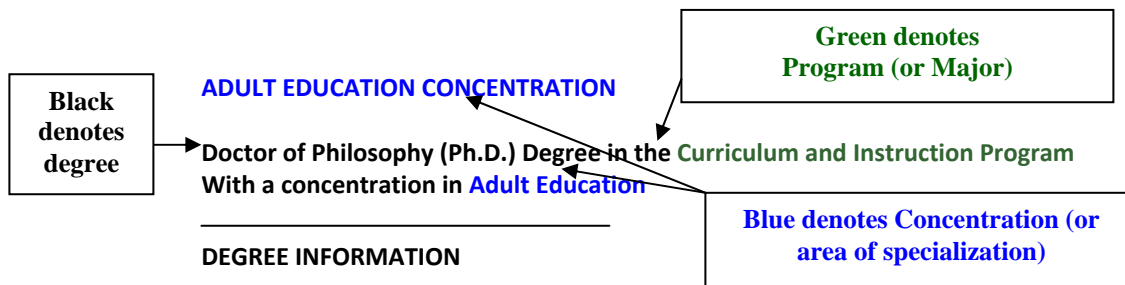 Green denotes
Program (or Major)
Black
denotes
degree
ADULT EDUCATION CONCENTRATION
Doctor of Philosophy (Ph.D.) Degree in the Curriculum and Instruction Program
With a concentration in Adult Education
Blue denotes Concentration (or
area of specialization)
DEGREE INFORMATION